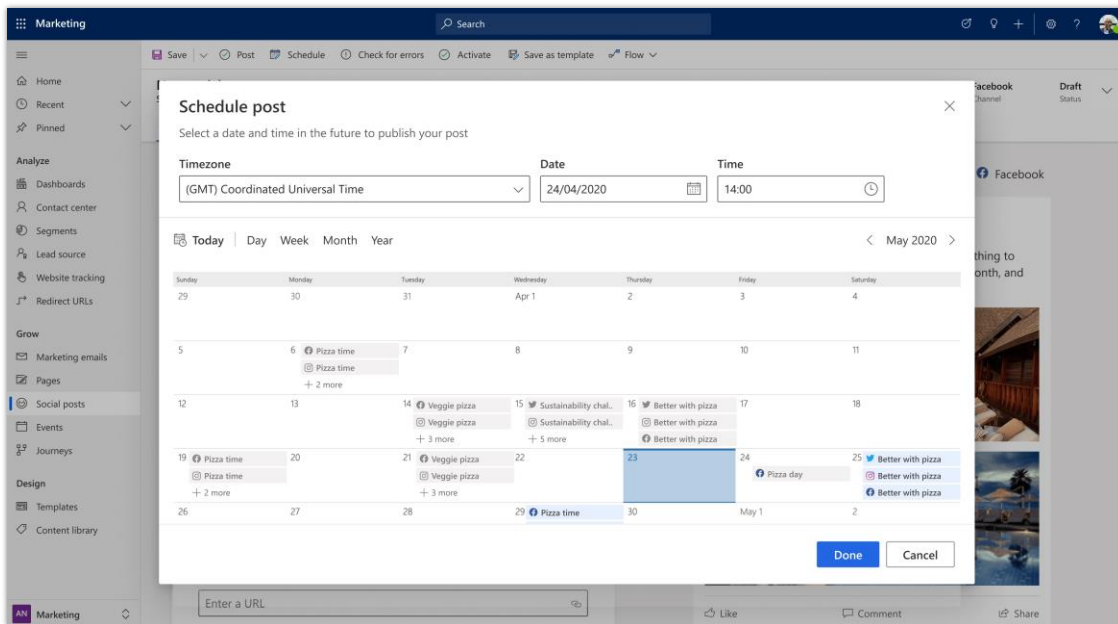 Marketing
Search
?
Save
Post
Schedule
Check for errors
Activate
Save as template
Flow
Home
Recent
Pinned
Analyze
Dashboards
Contact center
Segments
Lead source
Website tracking
Redirect URLs
Grow
Marketing emails
Pages
Social posts
Events
Journeys
Design
Templates
Content library
AN Marketing
Facebook
Channel
Draft
Status
Facebook
Schedule post
Select a date and time in the future to publish your post
Timezone Date Time
(GMT) Coordinated Universal Time 24/04/2020 14:00
Today Day Week Month Year May 2020
Sunday Monday Tuesday Wednesday Thursday Friday Saturday
29 30 31 Apr 1 2 3 4
5 6 Pizza time 7 8 9 10 11
Pizza time
+ 2 more
12 13 14 Veggie pizza 15 Sustainability chal.. 16 Better with pizza 17 18
Veggie pizza Sustainability chal.. Better with pizza
+ 3 more + 5 more Better with pizza
19 Pizza time 20 21 Veggie pizza 22 23 24 25 Better with pizza
Pizza time Veggie pizza Pizza day Better with pizza
+ 2 more + 3 more Better with pizza
26 27 28 29 Pizza time 30 May 1 2
Done Cancel
Enter a URL
Like Comment Share